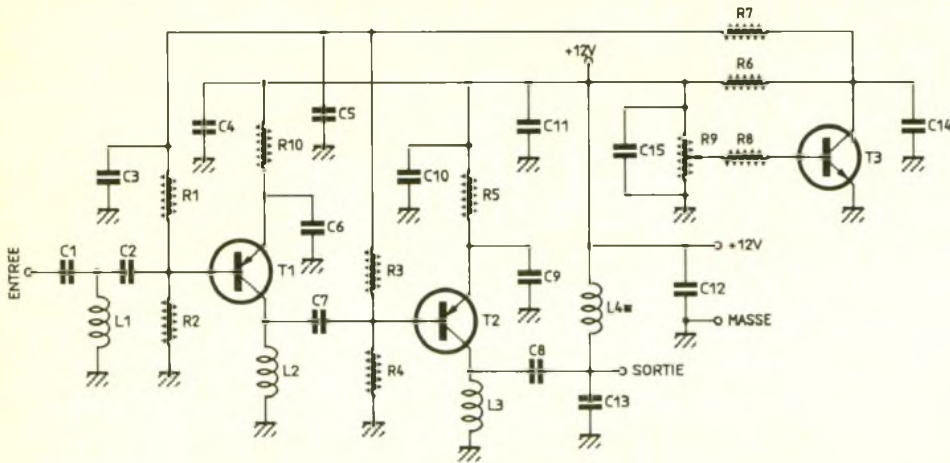 R7
+12V
R6
C4
C5
C11
R9
R8
C14
R10
C15
T3
C3
R1
C10
R5
C6
ENTREE
C1
C2
T1
R3
C9
+12V
L1
R2
C7
T2
L4
C12
MASSE
L2
R4
C8
SORTIE
L3
C13